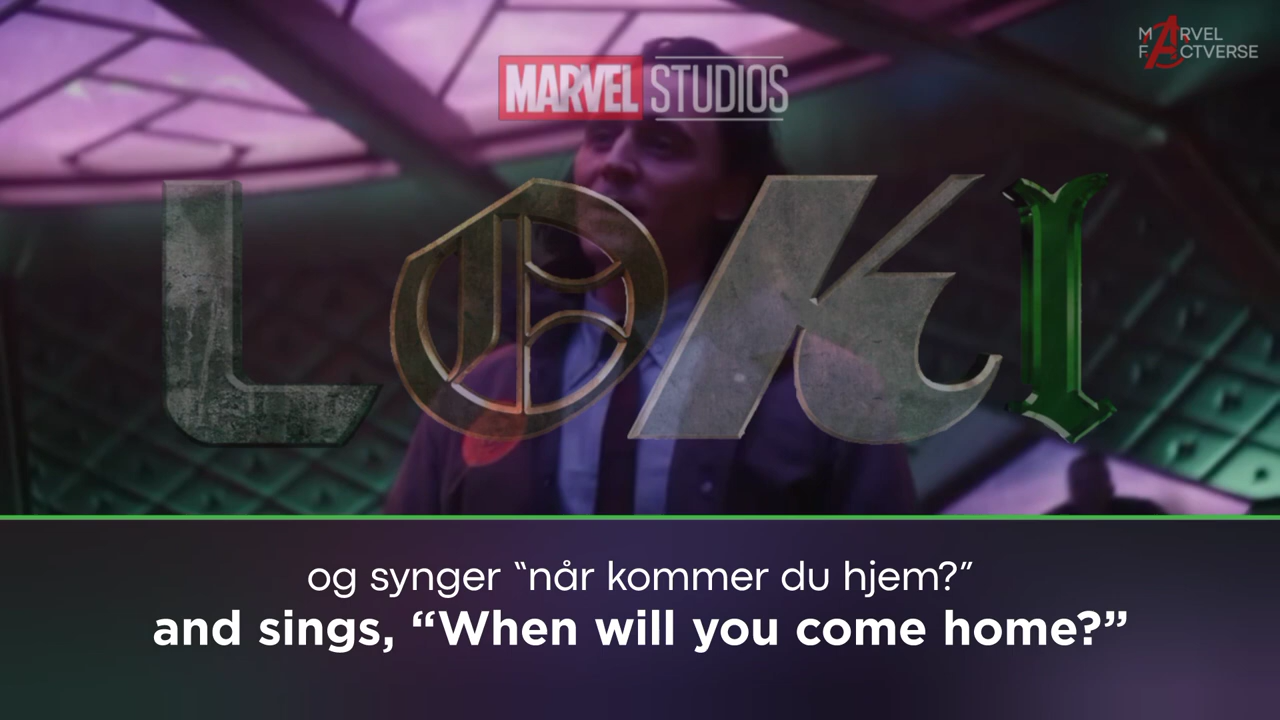 MARVEL STUDIOS
MARVEL
FACTVERSE
LOKI
og synger “når kommer du hjem?”
and sings, “When will you come home?”